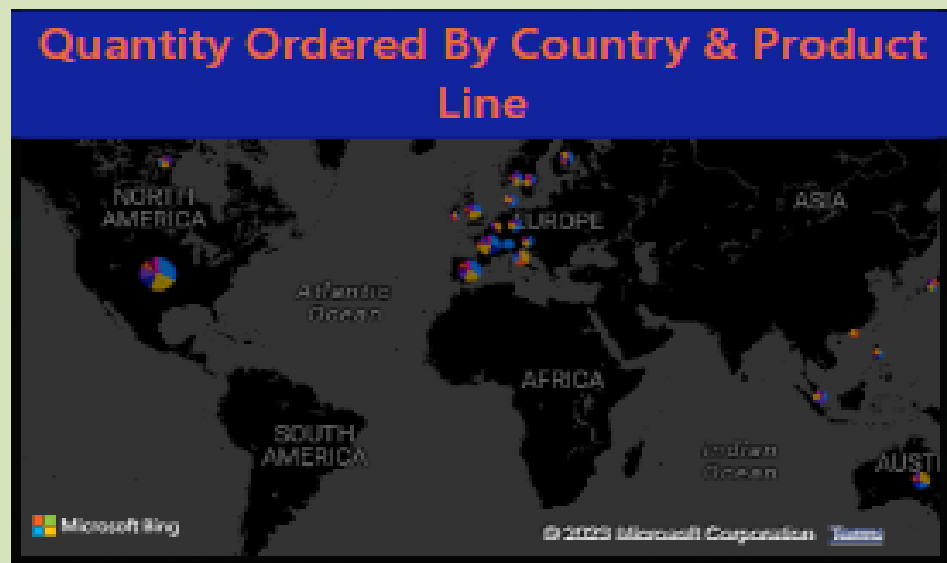 Quantity Ordered By Country & Product
Line
NORTH
AMERICA
EUROPE
ASIA
Atlantic
Ocean
AFRICA
SOUTH
AMERICA
Indian
Ocean
AUST
Microsoft Bing
© 2023 Microsoft Corporation Terms